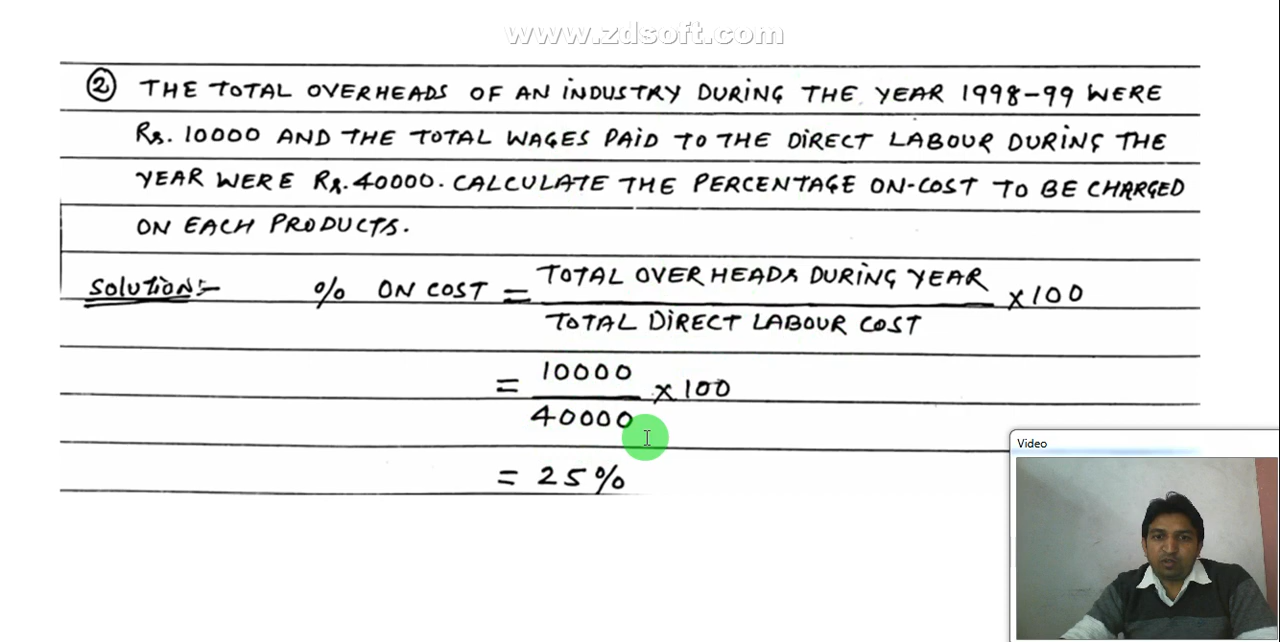 www.zdsoft.com
② THE TOTAL OVERHEADS OF AN INDUSTRY DURING THE YEAR 1998-99 WERE
Rs. 10000 AND THE TOTAL WAGES PAID TO THE DIRECT LABOUR DURING THE
YEAR WERE Rs. 40000. CALCULATE THE PERCENTAGE ON-COST TO BE CHARGED
ON EACH PRODUCTS.
SOLUTION:- % ON COST = TOTAL OVERHEADS DURING YEAR
TOTAL DIRECT LABOUR COST
×100
= 10000
40000
×100
= 25%
Video